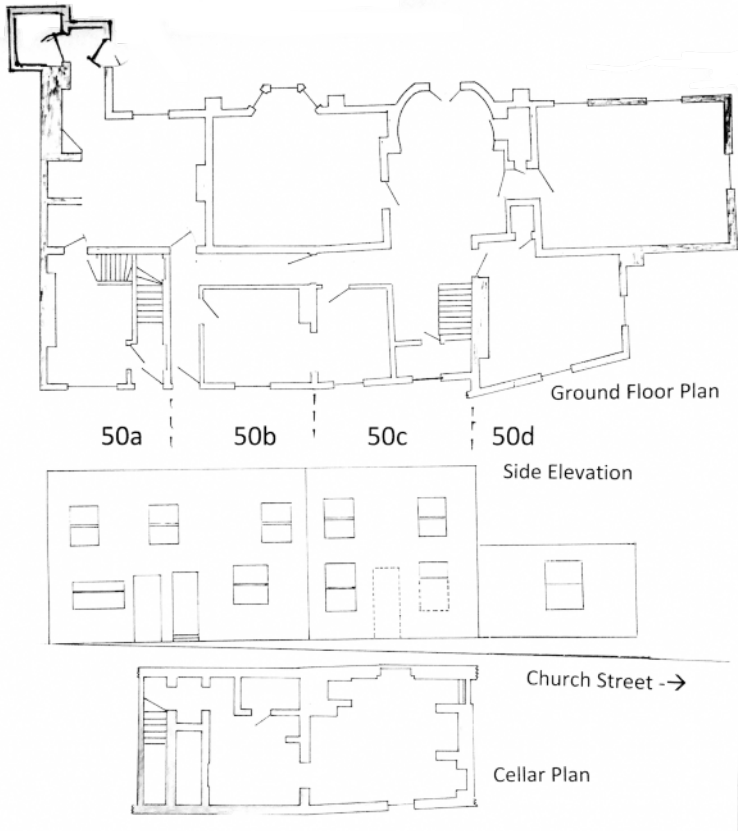 Ground Floor Plan
50a 50b 50c 50d
Side Elevation
Church Street -→
Cellar Plan